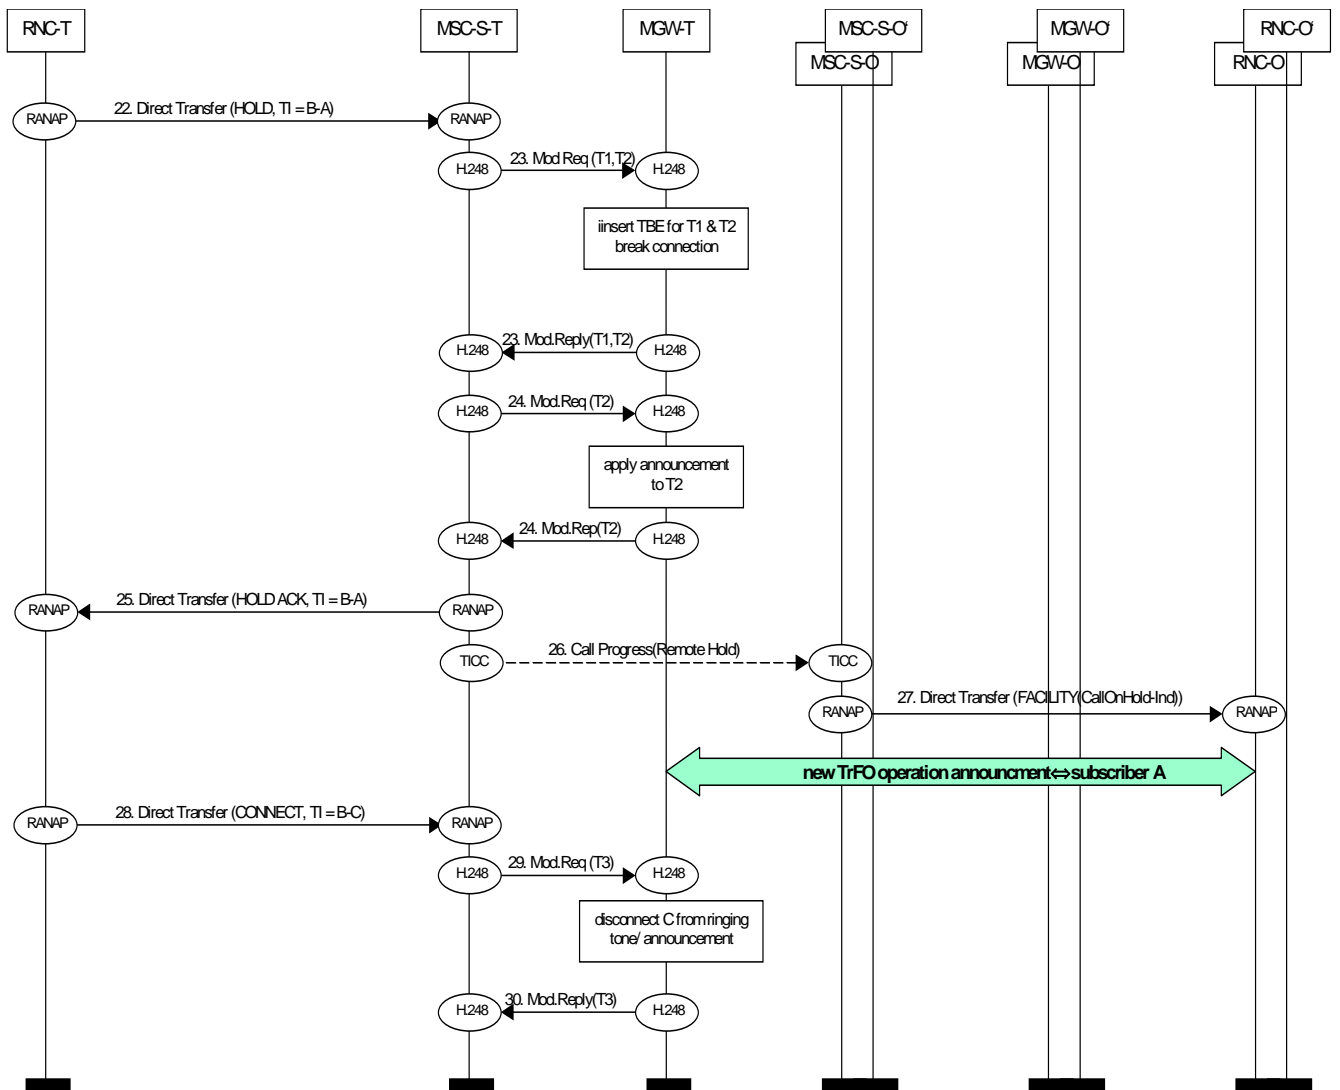 RNC-T
MSC-S-T
MGW-T
MSC-S-O'
MGW-O'
RNC-O'
MSC-S-O
MGW-O
RNC-O
RANAP
22. Direct Transfer (HOLD, TI = B-A)
RANAP
H.248
23. Mod Req (T1,T2)
H.248
iinsert TBE for T1 & T2
break connection
H.248
23. Mod.Reply(T1,T2)
H.248
H.248
24. Mod.Req (T2)
H.248
apply announcement
to T2
H.248
24. Mod.Rep(T2)
H.248
RANAP
25. Direct Transfer (HOLD ACK, TI = B-A)
RANAP
TICC
26. Call Progress(Remote Hold)
TICC
RANAP
27. Direct Transfer (FACILITY(CallOnHold-Ind))
RANAP
new TrFO operation announcment⇔subscriber A
RANAP
28. Direct Transfer (CONNECT, TI = B-C)
RANAP
H.248
29. Mod.Req (T3)
H.248
disconnect C from ringing
tone/ announcement
H.248
30. Mod.Reply(T3)
H.248